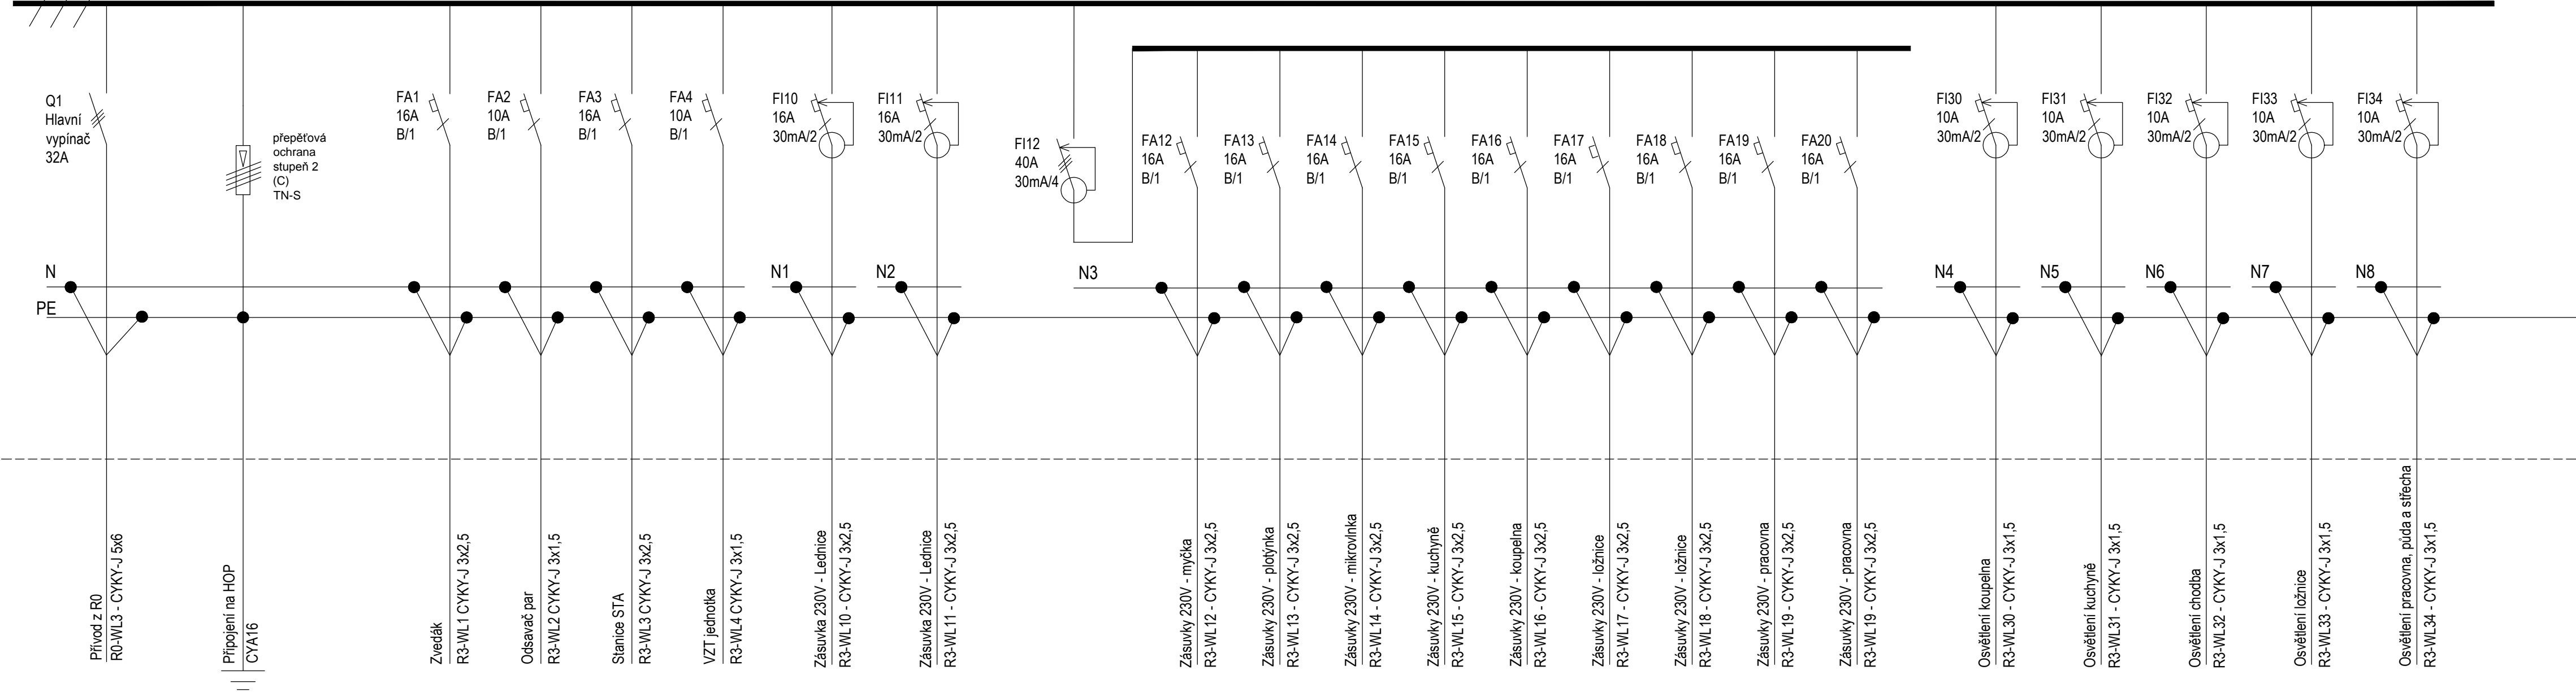 Q1
Hlavní
vypínač
32A
přepěťová
ochrana
stupeň 2
(C)
TN-S
FA1
16A
B/1
FA2
10A
B/1
FA3
16A
B/1
FA4
10A
B/1
FI10
16A
30mA/2
FI11
16A
30mA/2
FI12
40A
30mA/4
FA12
16A
B/1
FA13
16A
B/1
FA14
16A
B/1
FA15
16A
B/1
FA16
16A
B/1
FA17
16A
B/1
FA18
16A
B/1
FA19
16A
B/1
FA20
16A
B/1
FI30
10A
30mA/2
FI31
10A
30mA/2
FI32
10A
30mA/2
FI33
10A
30mA/2
FI34
10A
30mA/2
N
N1
N2
N3
N4
N5
N6
N7
N8
PE
Přívod z R0
R0-WL3 - CYKY-J 5x6
Připojení na HOP
CYA16
Zvedák
R3-WL1 CYKY-J 3x2,5
Odsavač par
R3-WL2 CYKY-J 3x1,5
Stanice STA
R3-WL3 CYKY-J 3x2,5
VZT jednotka
R3-WL4 CYKY-J 3x1,5
Zásuvka 230V - Lednice
R3-WL10 - CYKY-J 3x2,5
Zásuvka 230V - Lednice
R3-WL11 - CYKY-J 3x2,5
Zásuvky 230V - myčka
R3-WL12 - CYKY-J 3x2,5
Zásuvky 230V - plotýnka
R3-WL13 - CYKY-J 3x2,5
Zásuvky 230V - mikrovlnka
R3-WL14 - CYKY-J 3x2,5
Zásuvky 230V - kuchyně
R3-WL15 - CYKY-J 3x2,5
Zásuvky 230V - koupelna
R3-WL16 - CYKY-J 3x2,5
Zásuvky 230V - ložnice
R3-WL17 - CYKY-J 3x2,5
Zásuvky 230V - ložnice
R3-WL18 - CYKY-J 3x2,5
Zásuvky 230V - pracovna
R3-WL19 - CYKY-J 3x2,5
Zásuvky 230V - pracovna
R3-WL19 - CYKY-J 3x2,5
Osvětlení koupelna
R3-WL30 - CYKY-J 3x1,5
Osvětlení kuchyně
R3-WL31 - CYKY-J 3x1,5
Osvětlení chodba
R3-WL32 - CYKY-J 3x1,5
Osvětlení ložnice
R3-WL33 - CYKY-J 3x1,5
Osvětlení pracovna, půda a střecha
R3-WL34 - CYKY-J 3x1,5